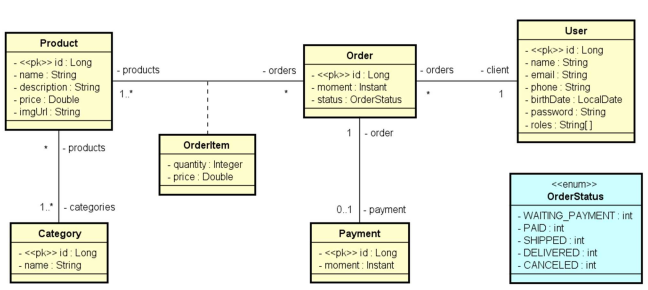 Product
- <<pk>> id : Long
- name : String
- description : String
- price : Double
- imgUrl : String
- products
1..*
- orders
*
Order
- <<pk>> id : Long
- moment : Instant
- status : OrderStatus
- orders
*
- client
1
User
- <<pk>> id : Long
- name : String
- email : String
- phone : String
- birthDate : LocalDate
- password : String
- roles : String[ ]
OrderItem
- quantity : Integer
- price : Double
* - products
1..* - categories
1 - order
0..1 - payment
Category
- <<pk>> id : Long
- name : String
Payment
- <<pk>> id : Long
- moment : Instant
<<enum>>
OrderStatus
- WAITING_PAYMENT : int
- PAID : int
- SHIPPED : int
- DELIVERED : int
- CANCELED : int